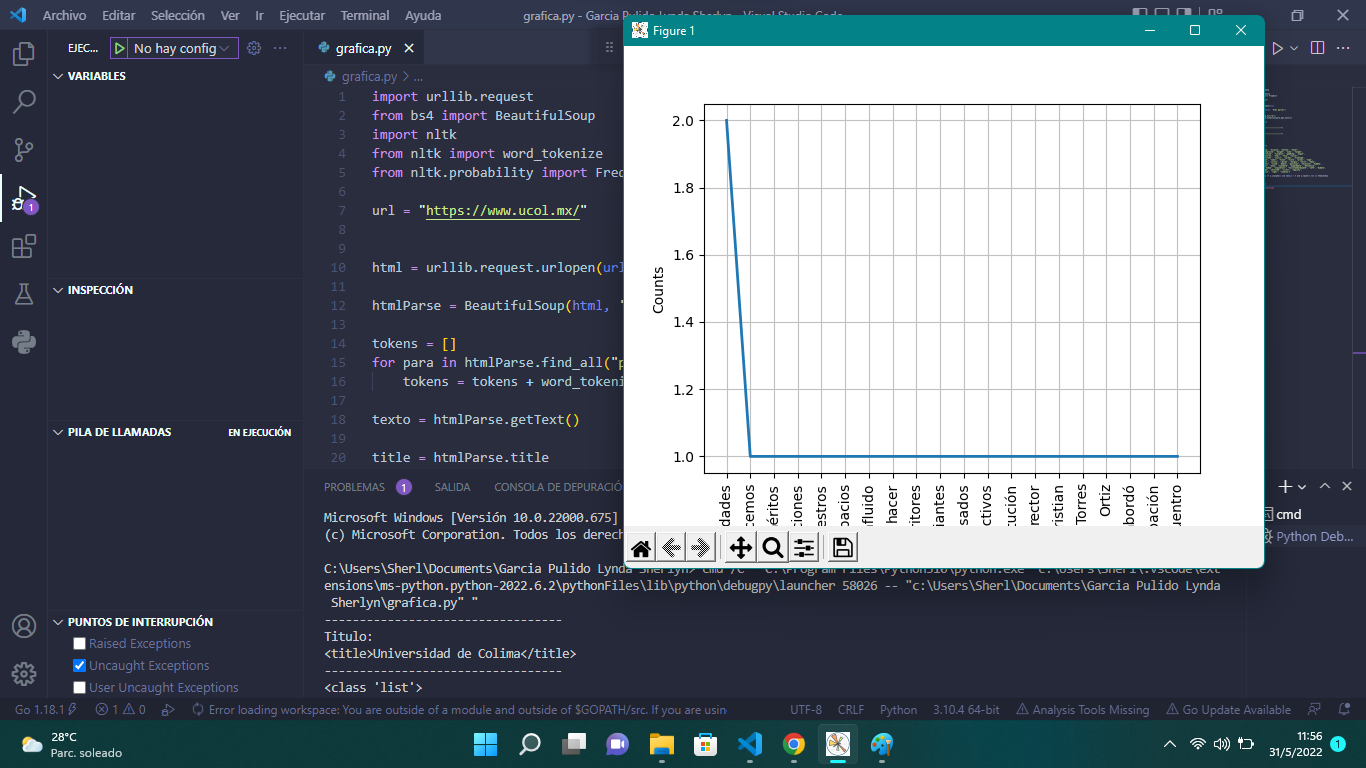 Archivo Editar Selección Ver Ir Ejecutar Terminal Ayuda
grafica.py - Garcia Pulido Lynda Sherlyn - Visual Studio Code
EJEC... No hay config
VARIABLES
INSPECCIÓN
PILA DE LLAMADAS EN EJECUCIÓN
PUNTOS DE INTERRUPCIÓN
Raised Exceptions
Uncaught Exceptions
User Uncaught Exceptions
1
grafica.py
grafica.py > ...
1 import urllib.request
2 from bs4 import BeautifulSoup
3 import nltk
4 from nltk import word_tokenize
5 from nltk.probability import Fred
6
7 url = "https://www.ucol.mx/"
8
9
10 html = urllib.request.urlopen(url
11
12 htmlParse = BeautifulSoup(html, "
13
14 tokens = []
15 for para in htmlParse.find_all("p
16 tokens = tokens + word_tokeni
17
18 texto = htmlParse.getText()
19
20 title = htmlParse.title
Figure 1
2.0
1.8
1.6
1.4
1.2
1.0
Counts
dades
cemos
éritos
ciones
estros
pacios
nfluido
hacer
ritores
iantes
sados
ctivos
cución
rector
ristian
Torres
Ortiz
bordó
pación
uentro
PROBLEMAS 1 SALIDA CONSOLA DE DEPURACIÓ
Microsoft Windows [Versión 10.0.22000.675]
(c) Microsoft Corporation. Todos los derech
C:\Users\Sherl\Documents\Garcia Pulido Lynda Sherlyn> cmd /C " "C:\Program Files\Python310\python.exe" c:\Users\Sherl\.vscode\ext
ensions\ms-python.python-2022.6.2\pythonFiles\lib\python\debugpy\launcher 58026 -- "c:\Users\Sherl\Documents\Garcia Pulido Lynda
Sherlyn\grafica.py" "
--------------------------------
Titulo:
<title>Universidad de Colima</title>
--------------------------------
<class 'list'>
cmd
Python Deb...
Go 1.18.1 1 0 Error loading workspace: You are outside of a module and outside of $GOPATH/src. If you are usin UTF-8 CRLF Python 3.10.4 64-bit Analysis Tools Missing Go Update Available
28°C
Parc. soleado
11:56
31/5/2022
1